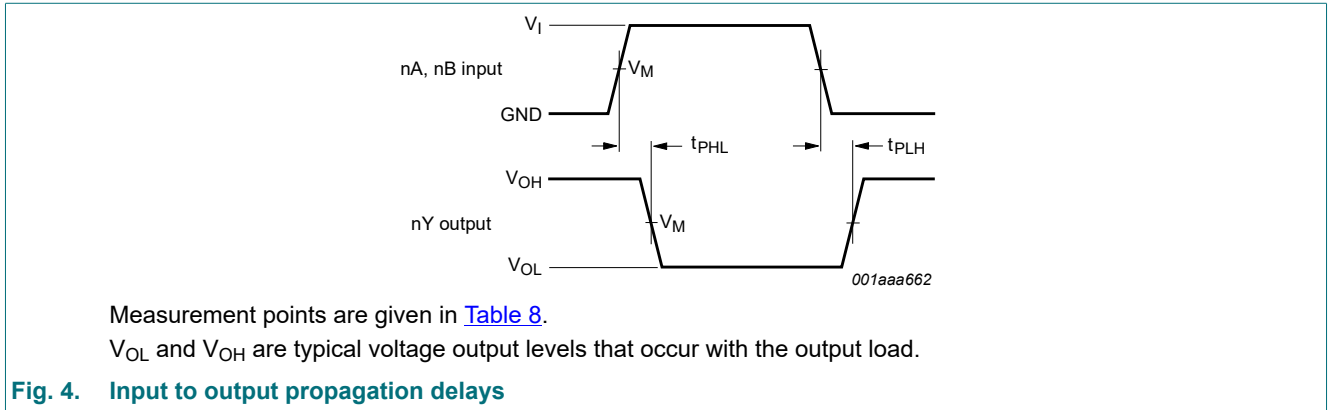 V_I
nA, nB input
V_M
GND
t_PHL
t_PLH
V_OH
nY output
V_M
V_OL
001aaa662
Measurement points are given in Table 8.
V_OL and V_OH are typical voltage output levels that occur with the output load.
Fig. 4. Input to output propagation delays